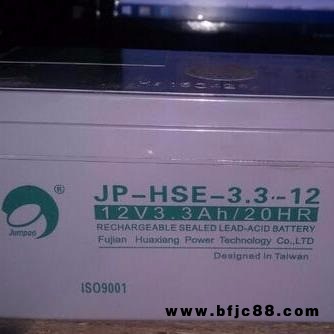 JP-HSE-3.3-12
®
12V3.3Ah/20HR
RECHARGEABLE SEALED LEAD-ACID BATTERY
Jumpoo
Fujian Huaxiang Power Technology Co.,LTD
Designed in Taiwan
ISO9001
www.bfjc88.com